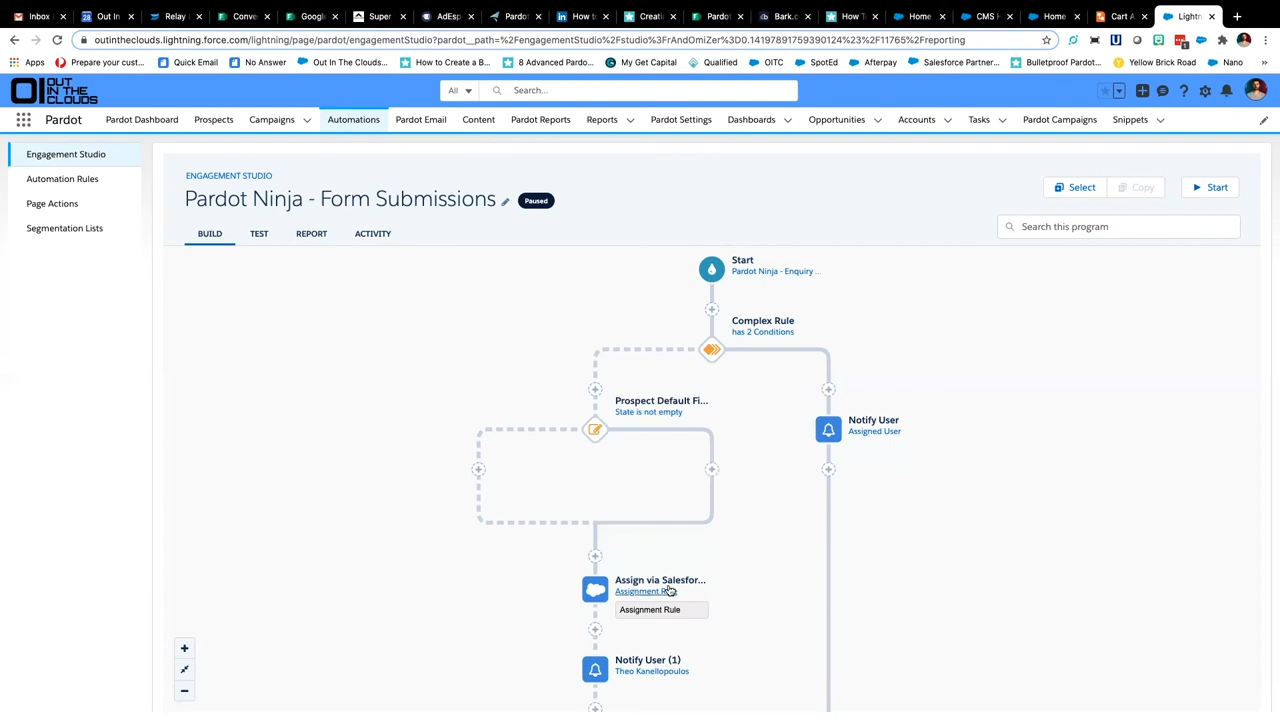 Inbox
28 Out In
Relay
Conve
Google
Super
AdEsp
Pardot
How to
Creati
Pardot
Bark.c
How T
Home
CMS H
Home
Cart A
Lightn
outintheclouds.lightning.force.com/lightning/page/pardot/engagementStudio?pardot__path=%2FengagementStudio%2Fstudio%3FrAndOmiZer%3D0.14197891759390124%23%2F11765%2Freporting
Apps
Prepare your cust...
Quick Email
No Answer
Out In The Clouds...
How to Create a B...
8 Advanced Pardo...
My Get Capital
Qualified
OITC
SpotEd
Afterpay
Salesforce Partner...
Bulletproof Pardot...
Yellow Brick Road
Nano
»
OUT IN THE CLOUDS
All
Search...
Pardot
Pardot Dashboard
Prospects
Campaigns
Automations
Pardot Email
Content
Pardot Reports
Reports
Pardot Settings
Dashboards
Opportunities
Accounts
Tasks
Pardot Campaigns
Snippets
Engagement Studio
Automation Rules
Page Actions
Segmentation Lists
ENGAGEMENT STUDIO
Pardot Ninja - Form Submissions
Paused
Select
Copy
Start
BUILD
TEST
REPORT
ACTIVITY
Search this program
Start
Pardot Ninja - Enquiry ...
Complex Rule
has 2 Conditions
Prospect Default Fi...
State is not empty
Notify User
Assigned User
Assign via Salesfor...
Assignment Rule
Assignment Rule
Notify User (1)
Theo Kanellopoulos